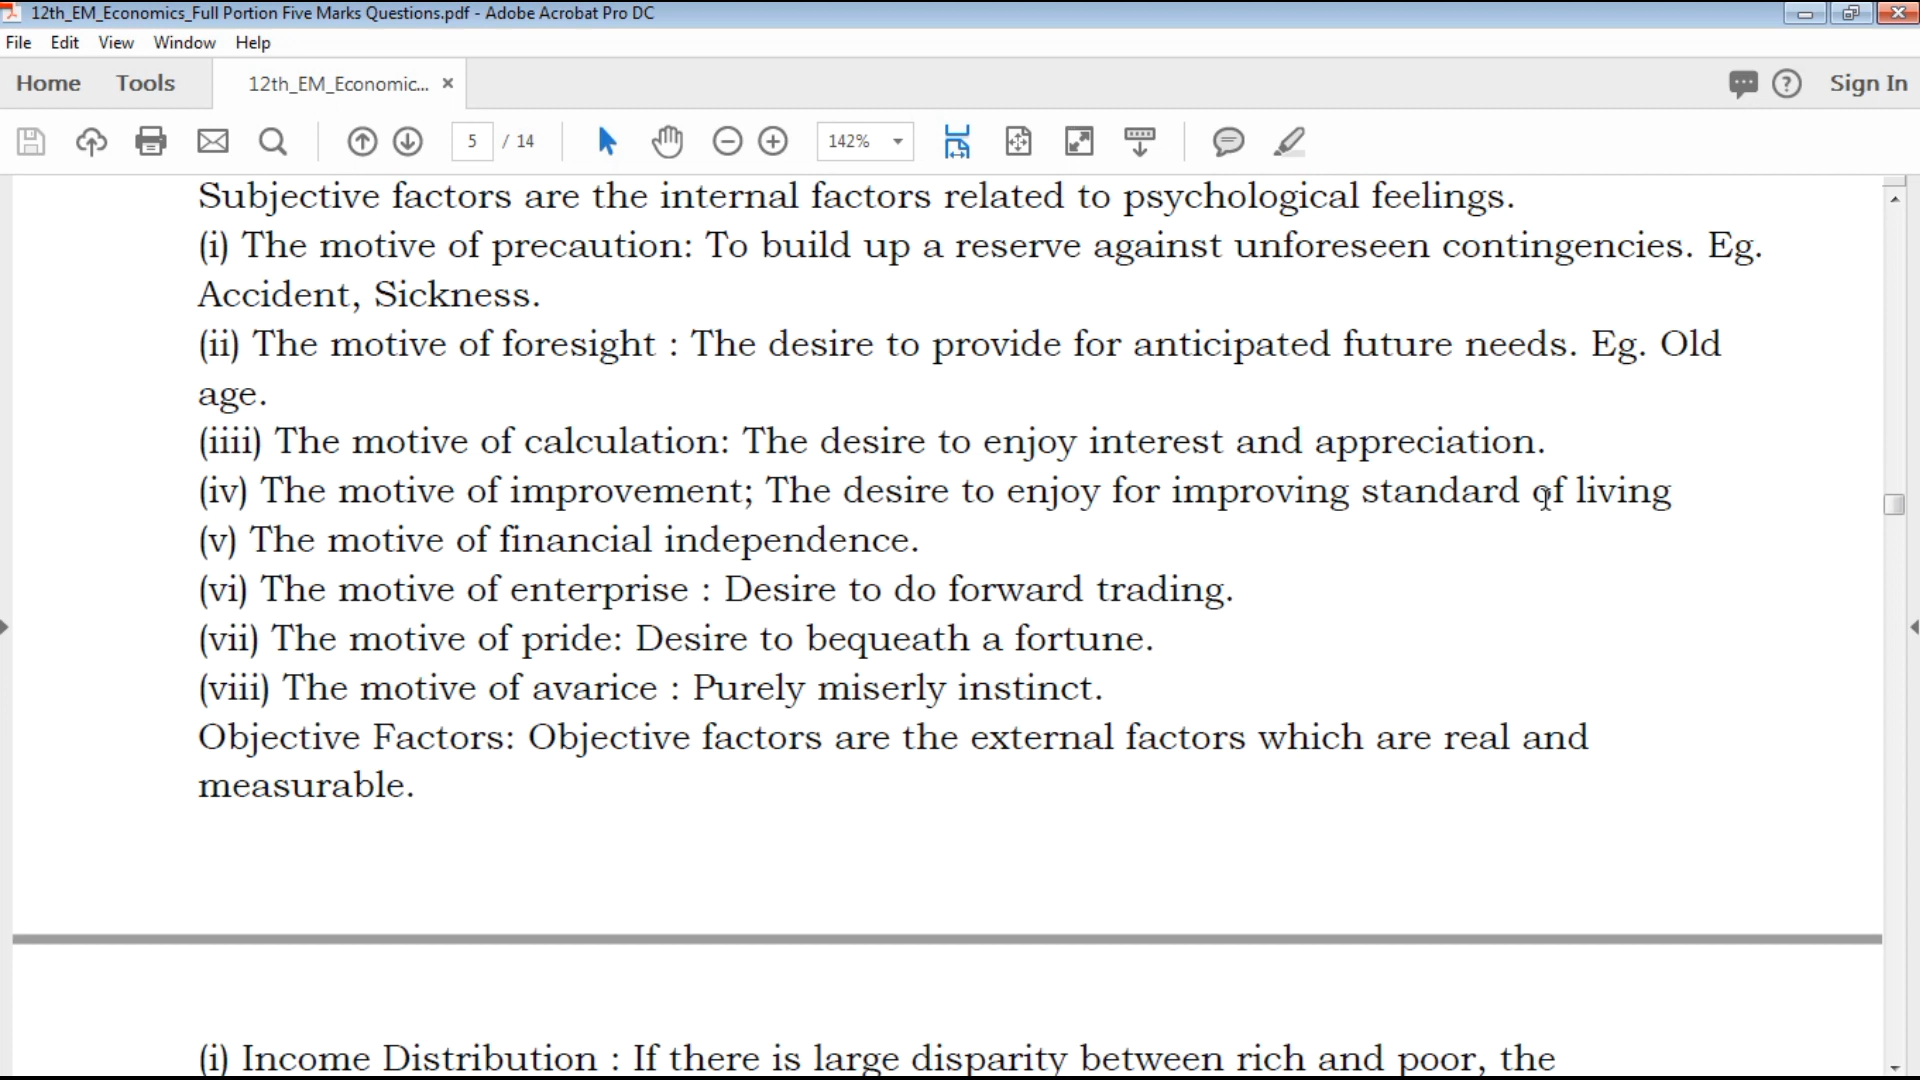 12th_EM_Economics_Full Portion Five Marks Questions.pdf - Adobe Acrobat Pro DC
File Edit View Window Help
Home Tools 12th_EM_Economic... × Sign In
5 / 14 142%
Subjective factors are the internal factors related to psychological feelings.
(i) The motive of precaution: To build up a reserve against unforeseen contingencies. Eg.
Accident, Sickness.
(ii) The motive of foresight : The desire to provide for anticipated future needs. Eg. Old
age.
(iiii) The motive of calculation: The desire to enjoy interest and appreciation.
(iv) The motive of improvement; The desire to enjoy for improving standard of living
(v) The motive of financial independence.
(vi) The motive of enterprise : Desire to do forward trading.
(vii) The motive of pride: Desire to bequeath a fortune.
(viii) The motive of avarice : Purely miserly instinct.
Objective Factors: Objective factors are the external factors which are real and
measurable.
(i) Income Distribution : If there is large disparity between rich and poor, the